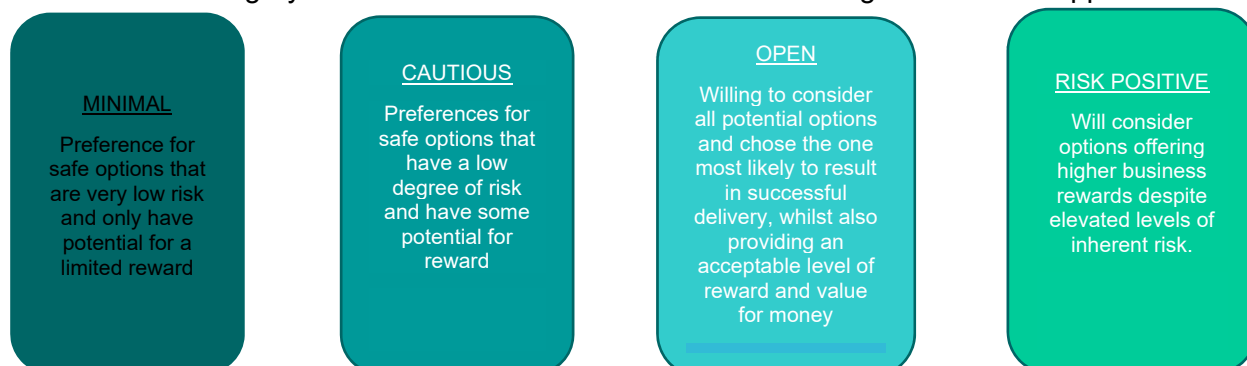 MINIMAL
Preference for
safe options that
are very low risk
and only have
potential for a
limited reward
CAUTIOUS
Preferences for
safe options that
have a low
degree of risk
and have some
potential for
reward
OPEN
Willing to consider
all potential options
and chose the one
most likely to result
in successful
delivery, whilst also
providing an
acceptable level of
reward and value
for money
RISK POSITIVE
Will consider
options offering
higher business
rewards despite
elevated levels of
inherent risk.